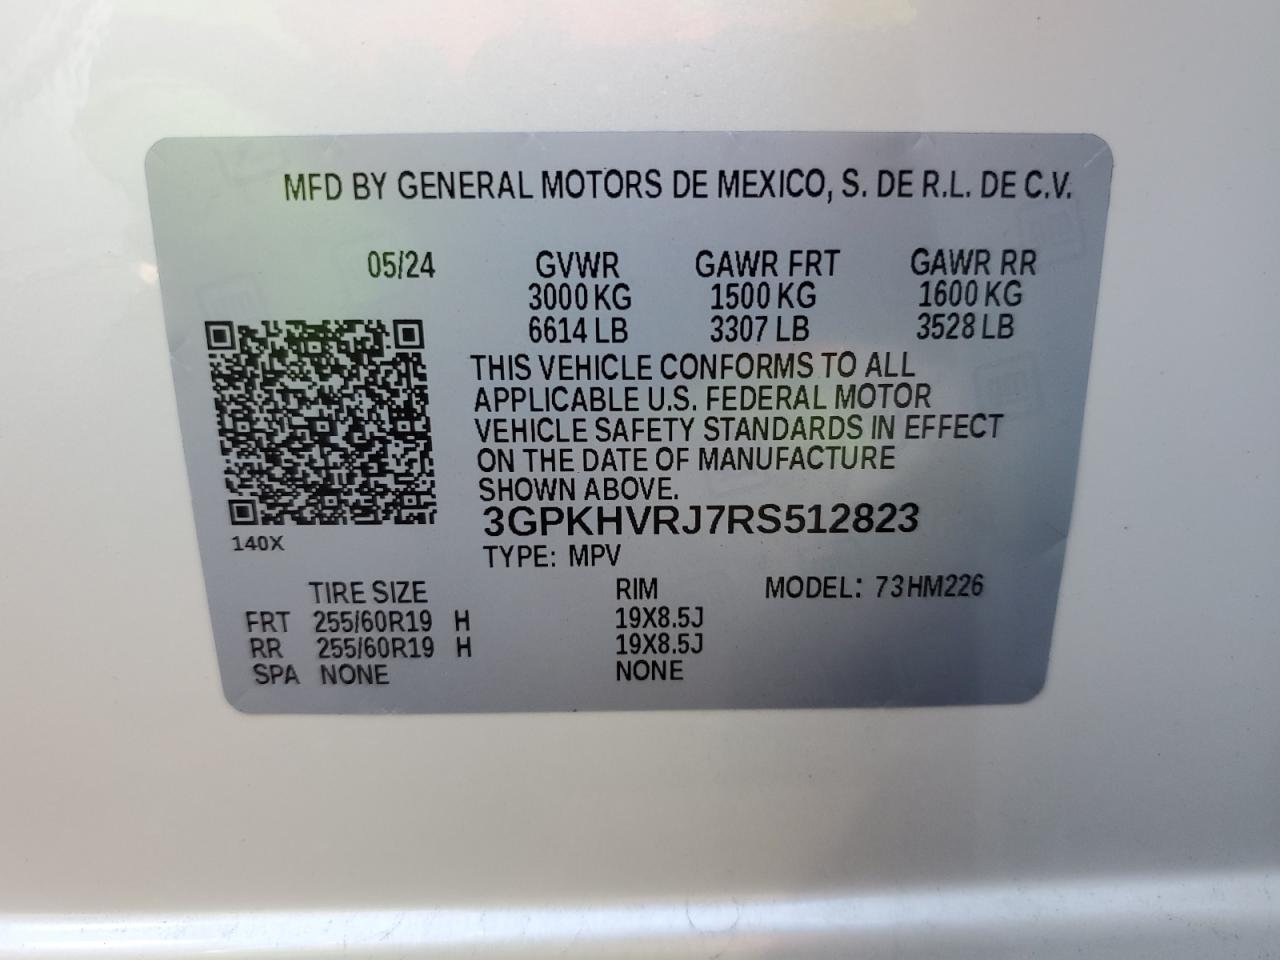 MFD BY GENERAL MOTORS DE MEXICO, S. DE R.L. DE C.V.
05/24 GVWR GAWR FRT GAWR RR
3000 KG 1500 KG 1600 KG
6614 LB 3307 LB 3528 LB
THIS VEHICLE CONFORMS TO ALL
APPLICABLE U.S. FEDERAL MOTOR
VEHICLE SAFETY STANDARDS IN EFFECT
ON THE DATE OF MANUFACTURE
SHOWN ABOVE.
3GPKHVRJ7RS512823
140X
TYPE: MPV
TIRE SIZE RIM MODEL: 73HM226
FRT 255/60R19 H 19X8.5J
RR 255/60R19 H 19X8.5J
SPA NONE NONE